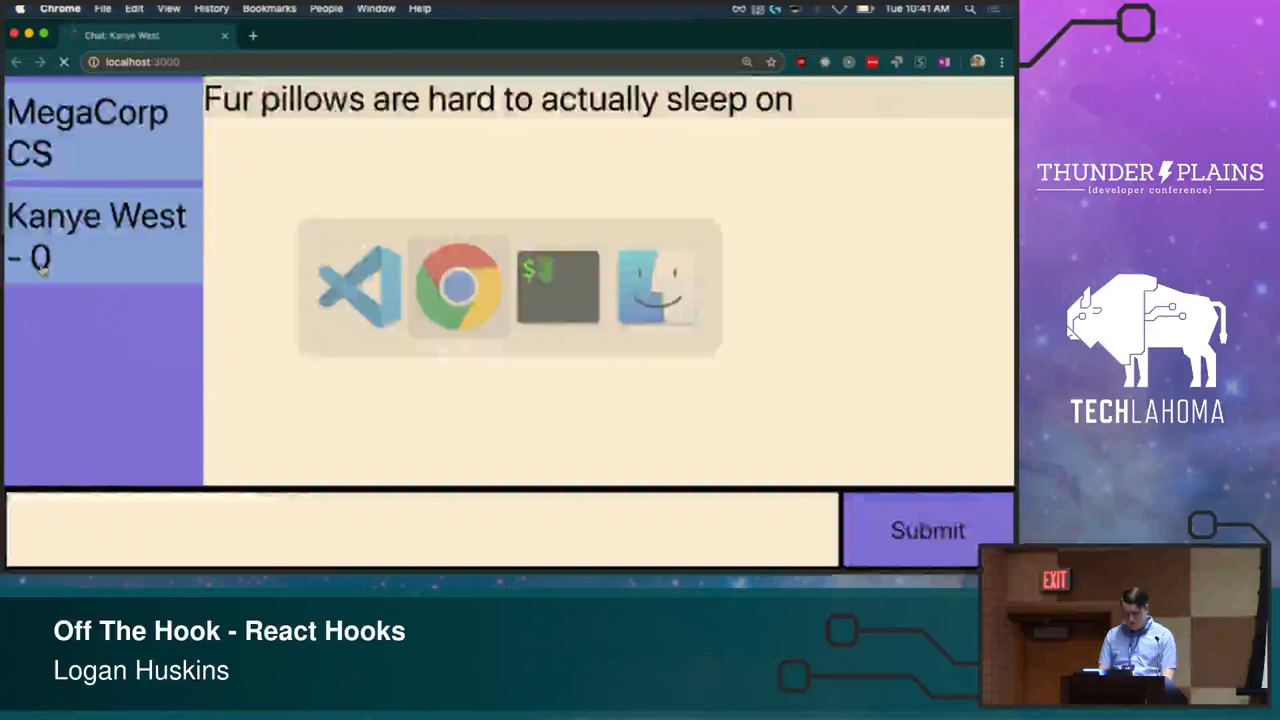 Chrome File Edit View History Bookmarks People Window Help
Tue 10:41 AM
Chat: Kanye West
localhost:3000
MegaCorp
CS
Kanye West
- 0
Fur pillows are hard to actually sleep on
$
Submit
THUNDER PLAINS
{developer conference}
TECHLAHOMA
EXIT
Off The Hook - React Hooks
Logan Huskins